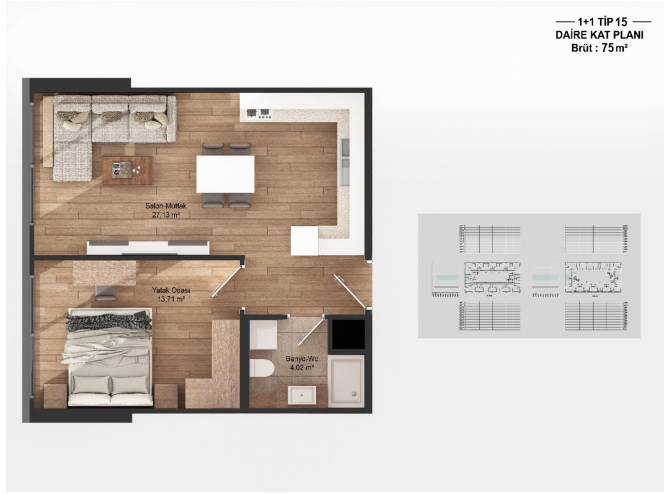 1+1 TİP 15
DAİRE KAT PLANI
Brüt : 75 m²
Salon-Mutfak
27,13 m²
Yatak Odası
13,71 m²
Banyo-Wc
4,02 m²